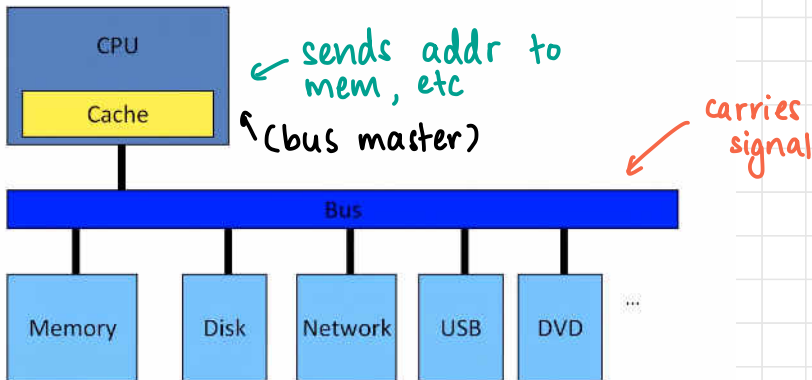 CPU
Cache
sends addr to
mem, etc
(bus master)
carries
signal
Bus
Memory
Disk
Network
USB
DVD
...